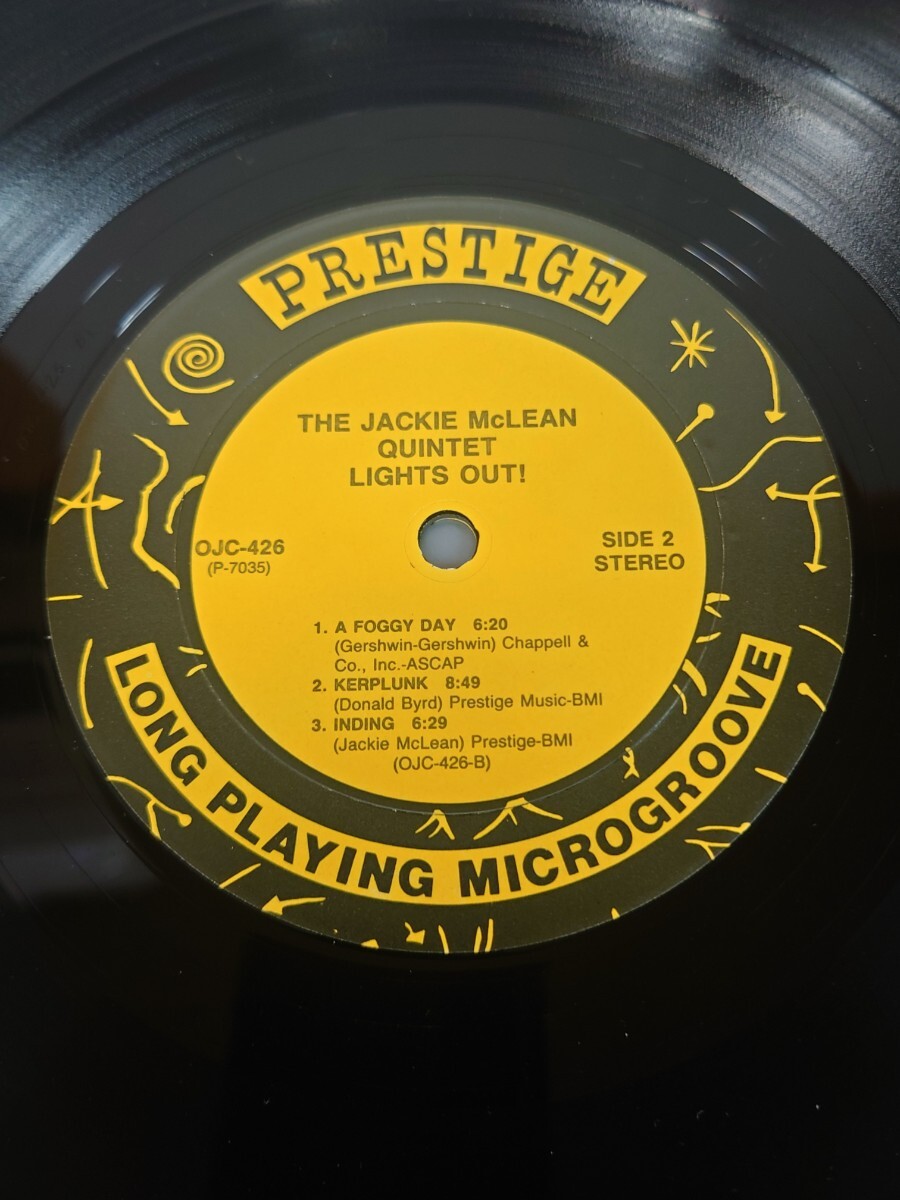 PRESTIGE
THE JACKIE McLEAN
QUINTET
LIGHTS OUT!
OJC-426
(P-7035)
SIDE 2
STEREO
1. A FOGGY DAY 6:20
(Gershwin-Gershwin) Chappell &
Co., Inc.-ASCAP
2. KERPLUNK 8:49
(Donald Byrd) Prestige Music-BMI
3. INDING 6:29
(Jackie McLean) Prestige-BMI
(OJC-426-B)
LONG PLAYING MICROGROOVE